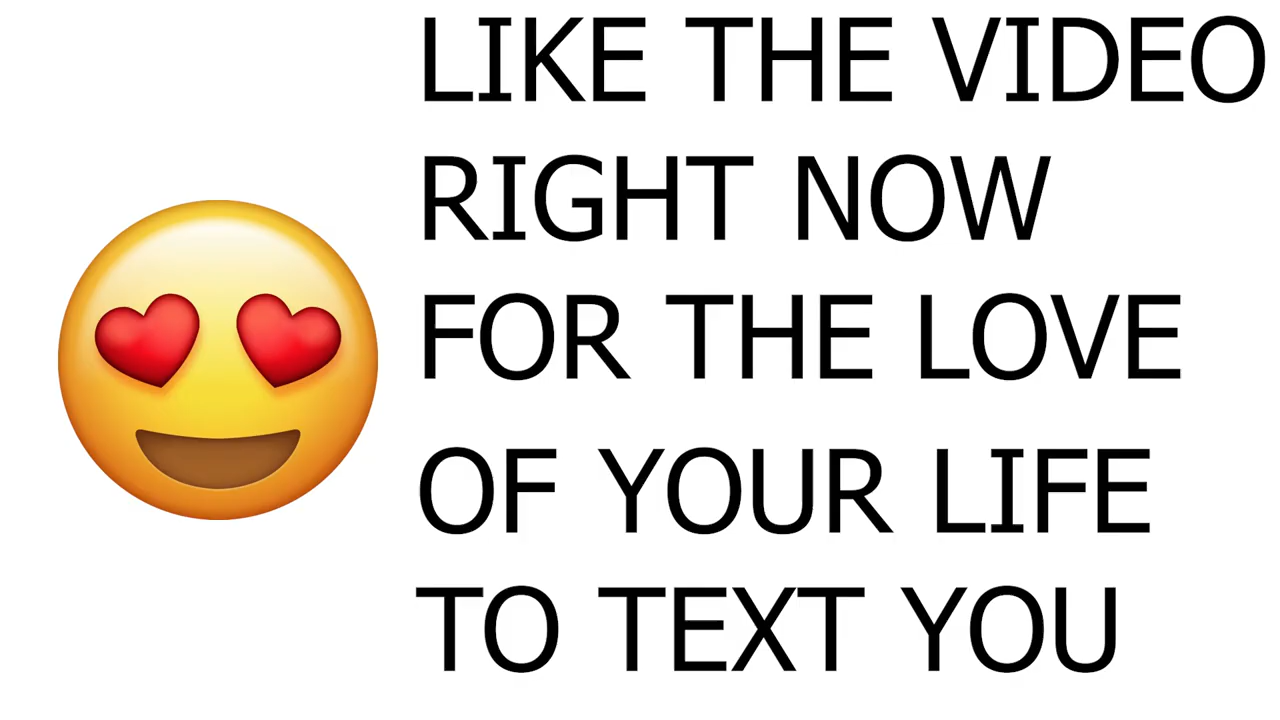 LIKE THE VIDEO
RIGHT NOW
FOR THE LOVE
OF YOUR LIFE
TO TEXT YOU